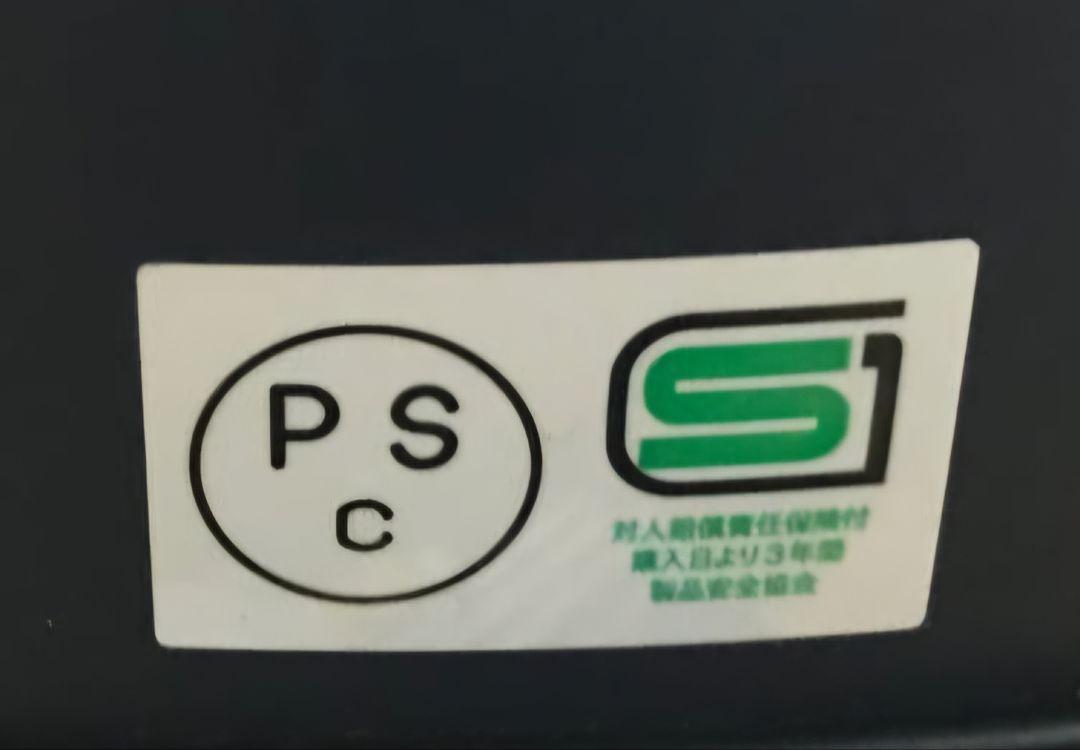 P S
C
SG
対人賠償責任保険付
購入日より3年間
製品安全協会